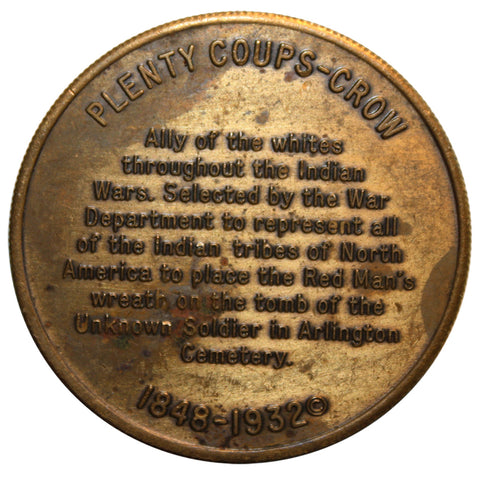 PLENTY COUPS-CROW
Ally of the whites
throughout the Indian
Wars. Selected by the War
Department to represent all
of the Indian tribes of North
America to place the Red Man's
wreath on the tomb of the
Unknown Soldier in Arlington
Cemetery.
1848-1932©